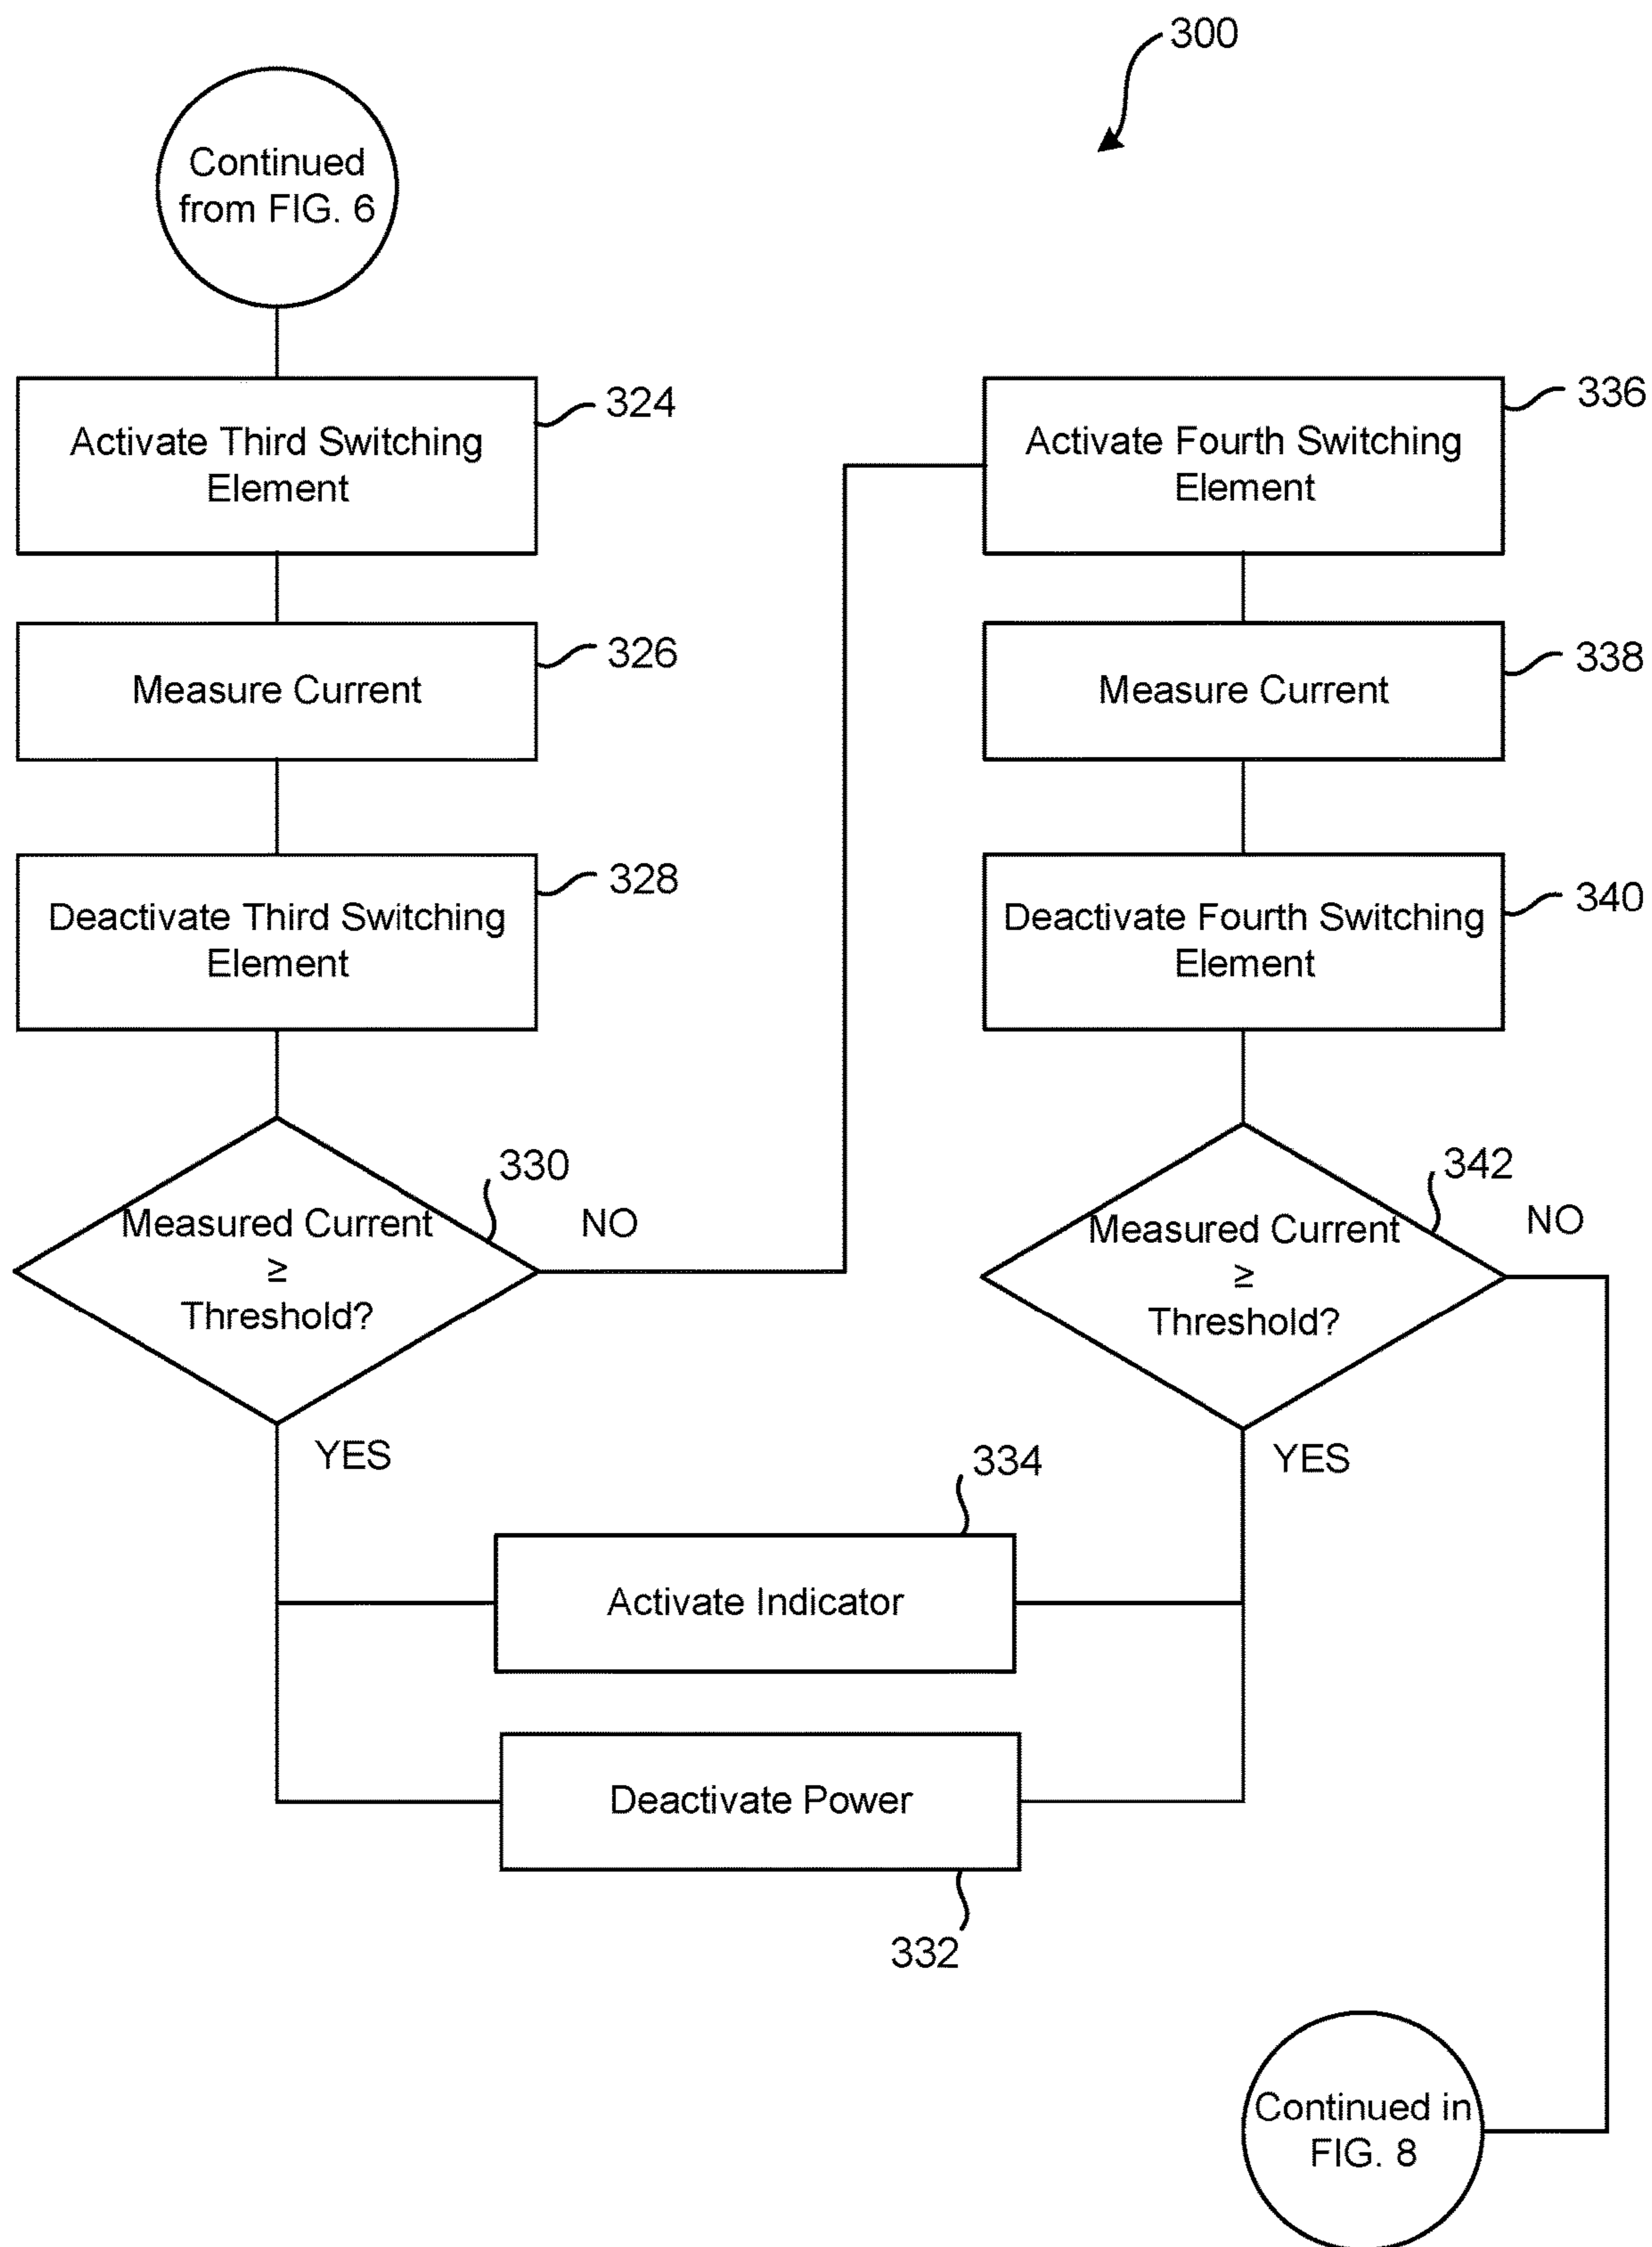 300
Continued
from FIG. 6
324
Activate Third Switching
Element
326
Measure Current
328
Deactivate Third Switching
Element
330
Measured Current
≥
Threshold?
NO
YES
336
Activate Fourth Switching
Element
338
Measure Current
340
Deactivate Fourth Switching
Element
342
Measured Current
≥
Threshold?
NO
YES
334
Activate Indicator
Deactivate Power
332
Continued in
FIG. 8